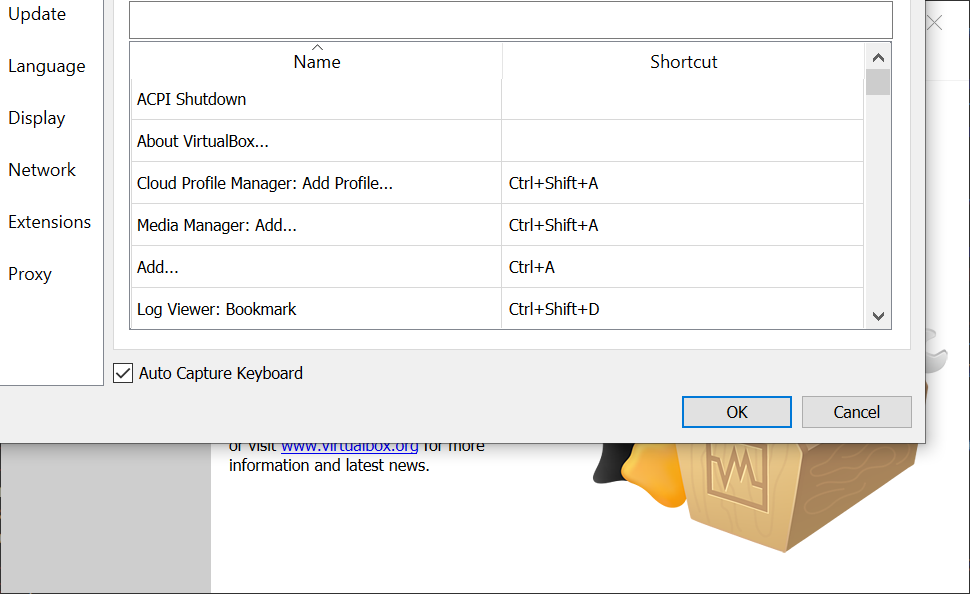 Update
Language
Display
Network
Extensions
Proxy
Name Shortcut
ACPI Shutdown
About VirtualBox...
Cloud Profile Manager: Add Profile... Ctrl+Shift+A
Media Manager: Add... Ctrl+Shift+A
Add... Ctrl+A
Log Viewer: Bookmark Ctrl+Shift+D
Auto Capture Keyboard
OK Cancel
or visit www.virtualbox.org for more
information and latest news.